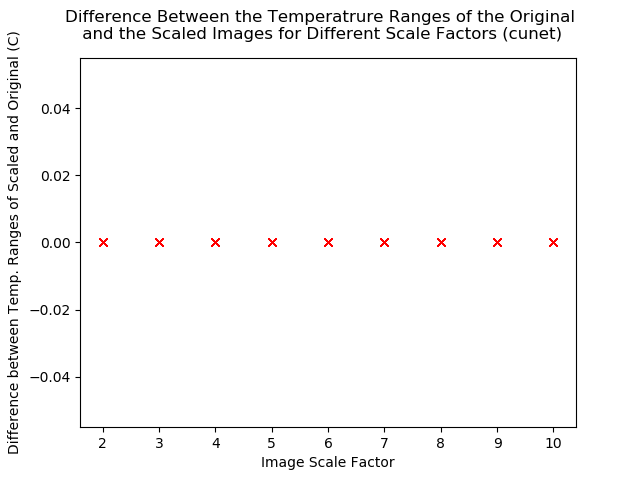 Difference Between the Temperatrure Ranges of the Original
and the Scaled Images for Different Scale Factors (cunet)
Difference between Temp. Ranges of Scaled and Original (C)
0.04
0.02
0.00
−0.02
−0.04
2 3 4 5 6 7 8 9 10
Image Scale Factor